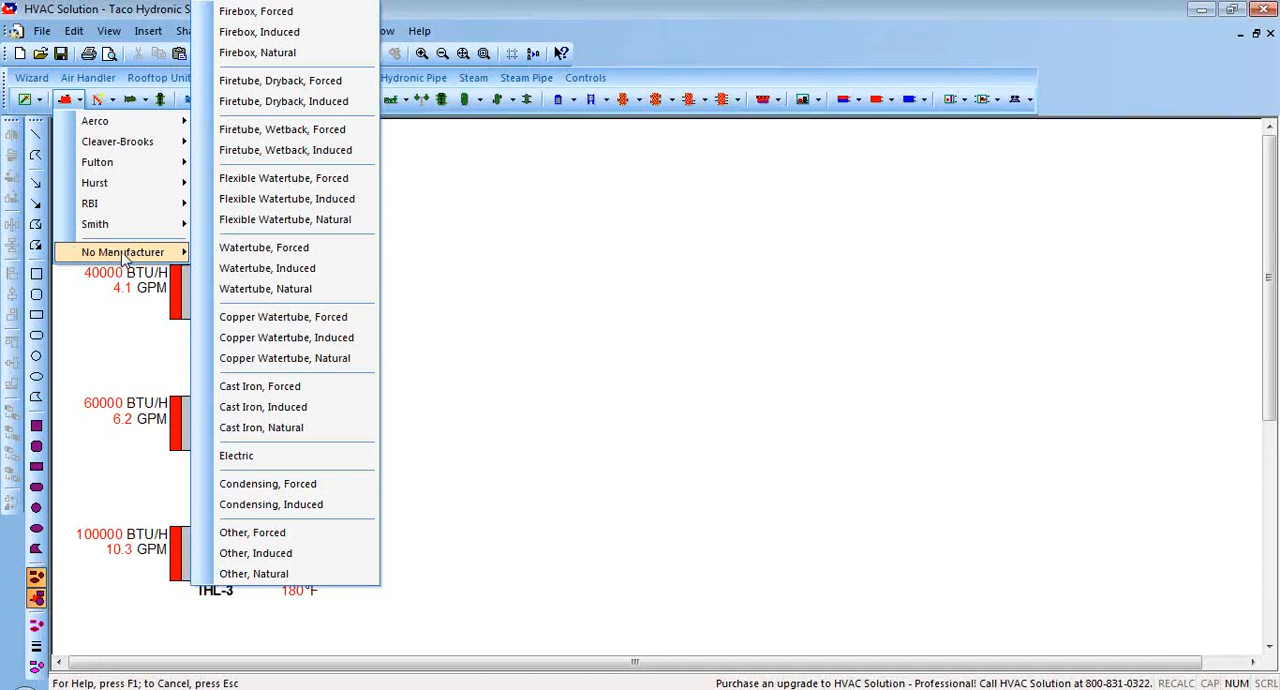 HVAC Solution - Taco Hydronic S
File Edit View Insert Sha ow Help
Wizard Air Handler Rooftop Unit Hydronic Pipe Steam Steam Pipe Controls
Aerco
Cleaver-Brooks
Fulton
Hurst
RBI
Smith
No Manufacturer
Firebox, Forced
Firebox, Induced
Firebox, Natural
Firetube, Dryback, Forced
Firetube, Dryback, Induced
Firetube, Wetback, Forced
Firetube, Wetback, Induced
Flexible Watertube, Forced
Flexible Watertube, Induced
Flexible Watertube, Natural
Watertube, Forced
Watertube, Induced
Watertube, Natural
Copper Watertube, Forced
Copper Watertube, Induced
Copper Watertube, Natural
Cast Iron, Forced
Cast Iron, Induced
Cast Iron, Natural
Electric
Condensing, Forced
Condensing, Induced
Other, Forced
Other, Induced
Other, Natural
40000 BTU/H
4.1 GPM
60000 BTU/H
6.2 GPM
100000 BTU/H
10.3 GPM
THL-3 180°F
For Help, press F1; to Cancel, press Esc Purchase an upgrade to HVAC Solution - Professional! Call HVAC Solution at 800-831-0322. RECALC CAP NUM SCRL